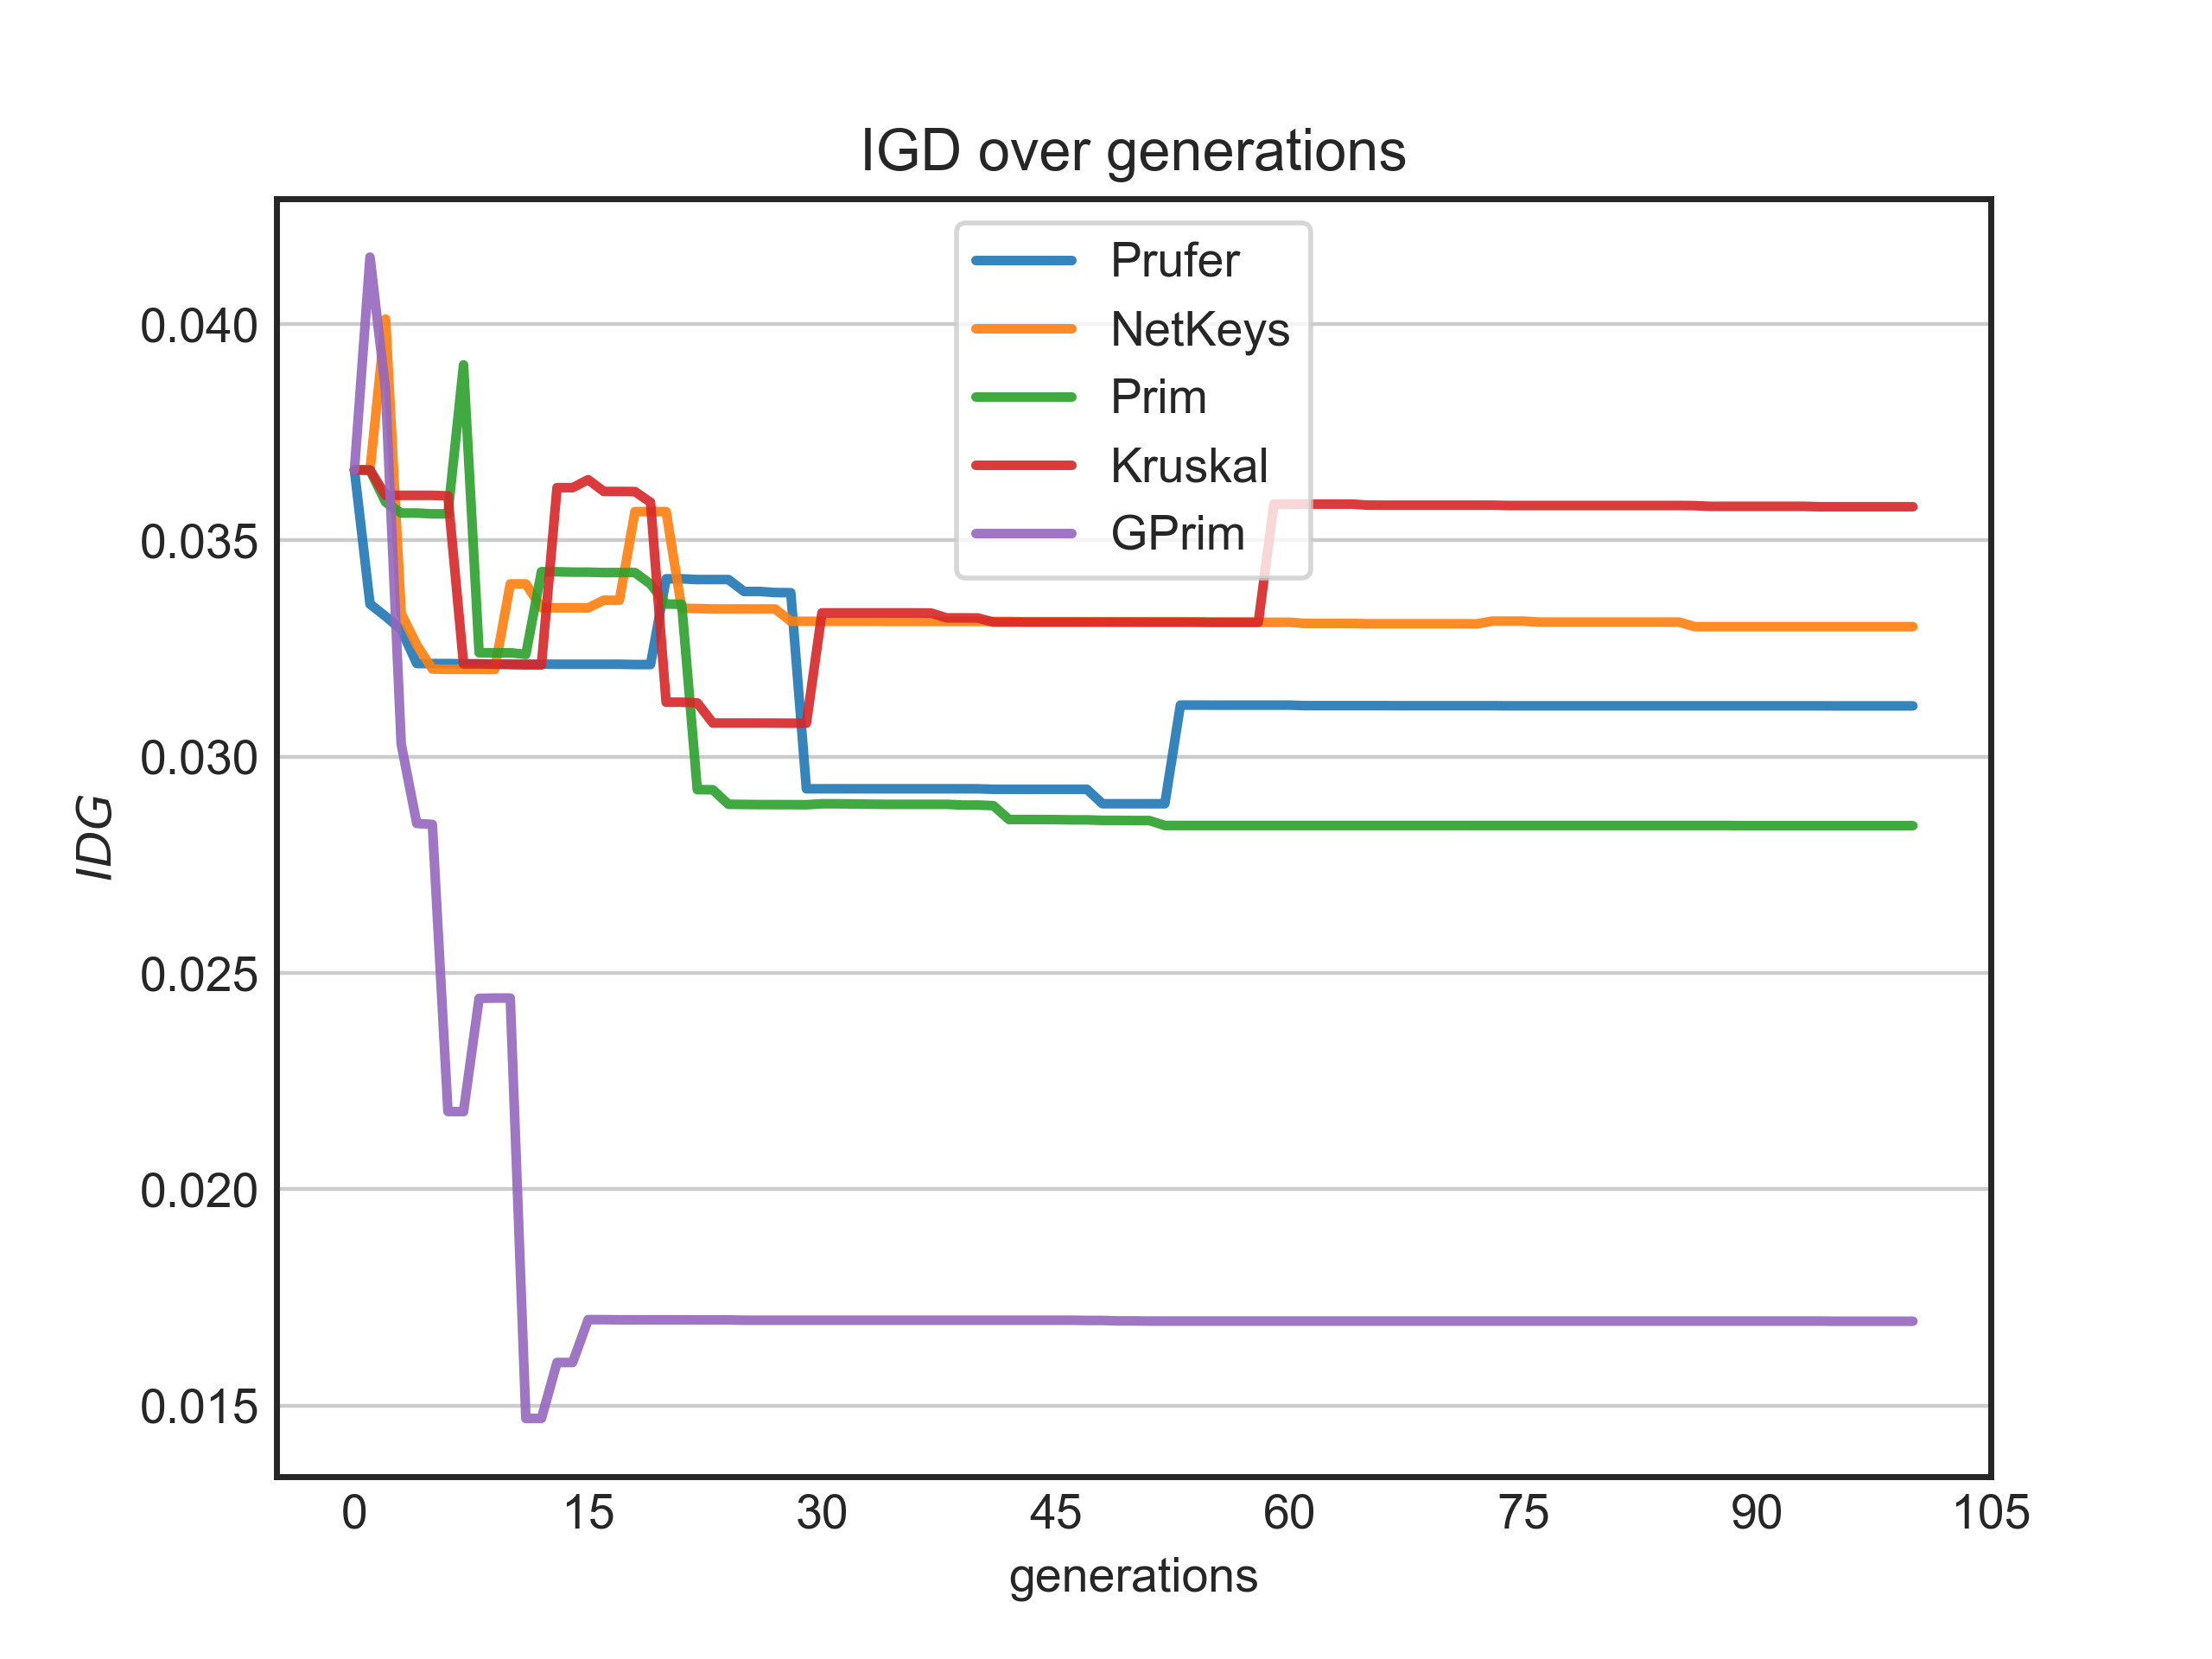 IGD over generations
Prufer
NetKeys
Prim
Kruskal
GPrim
0.040
0.035
0.030
0.025
0.020
0.015
IDG
0 15 30 45 60 75 90 105
generations